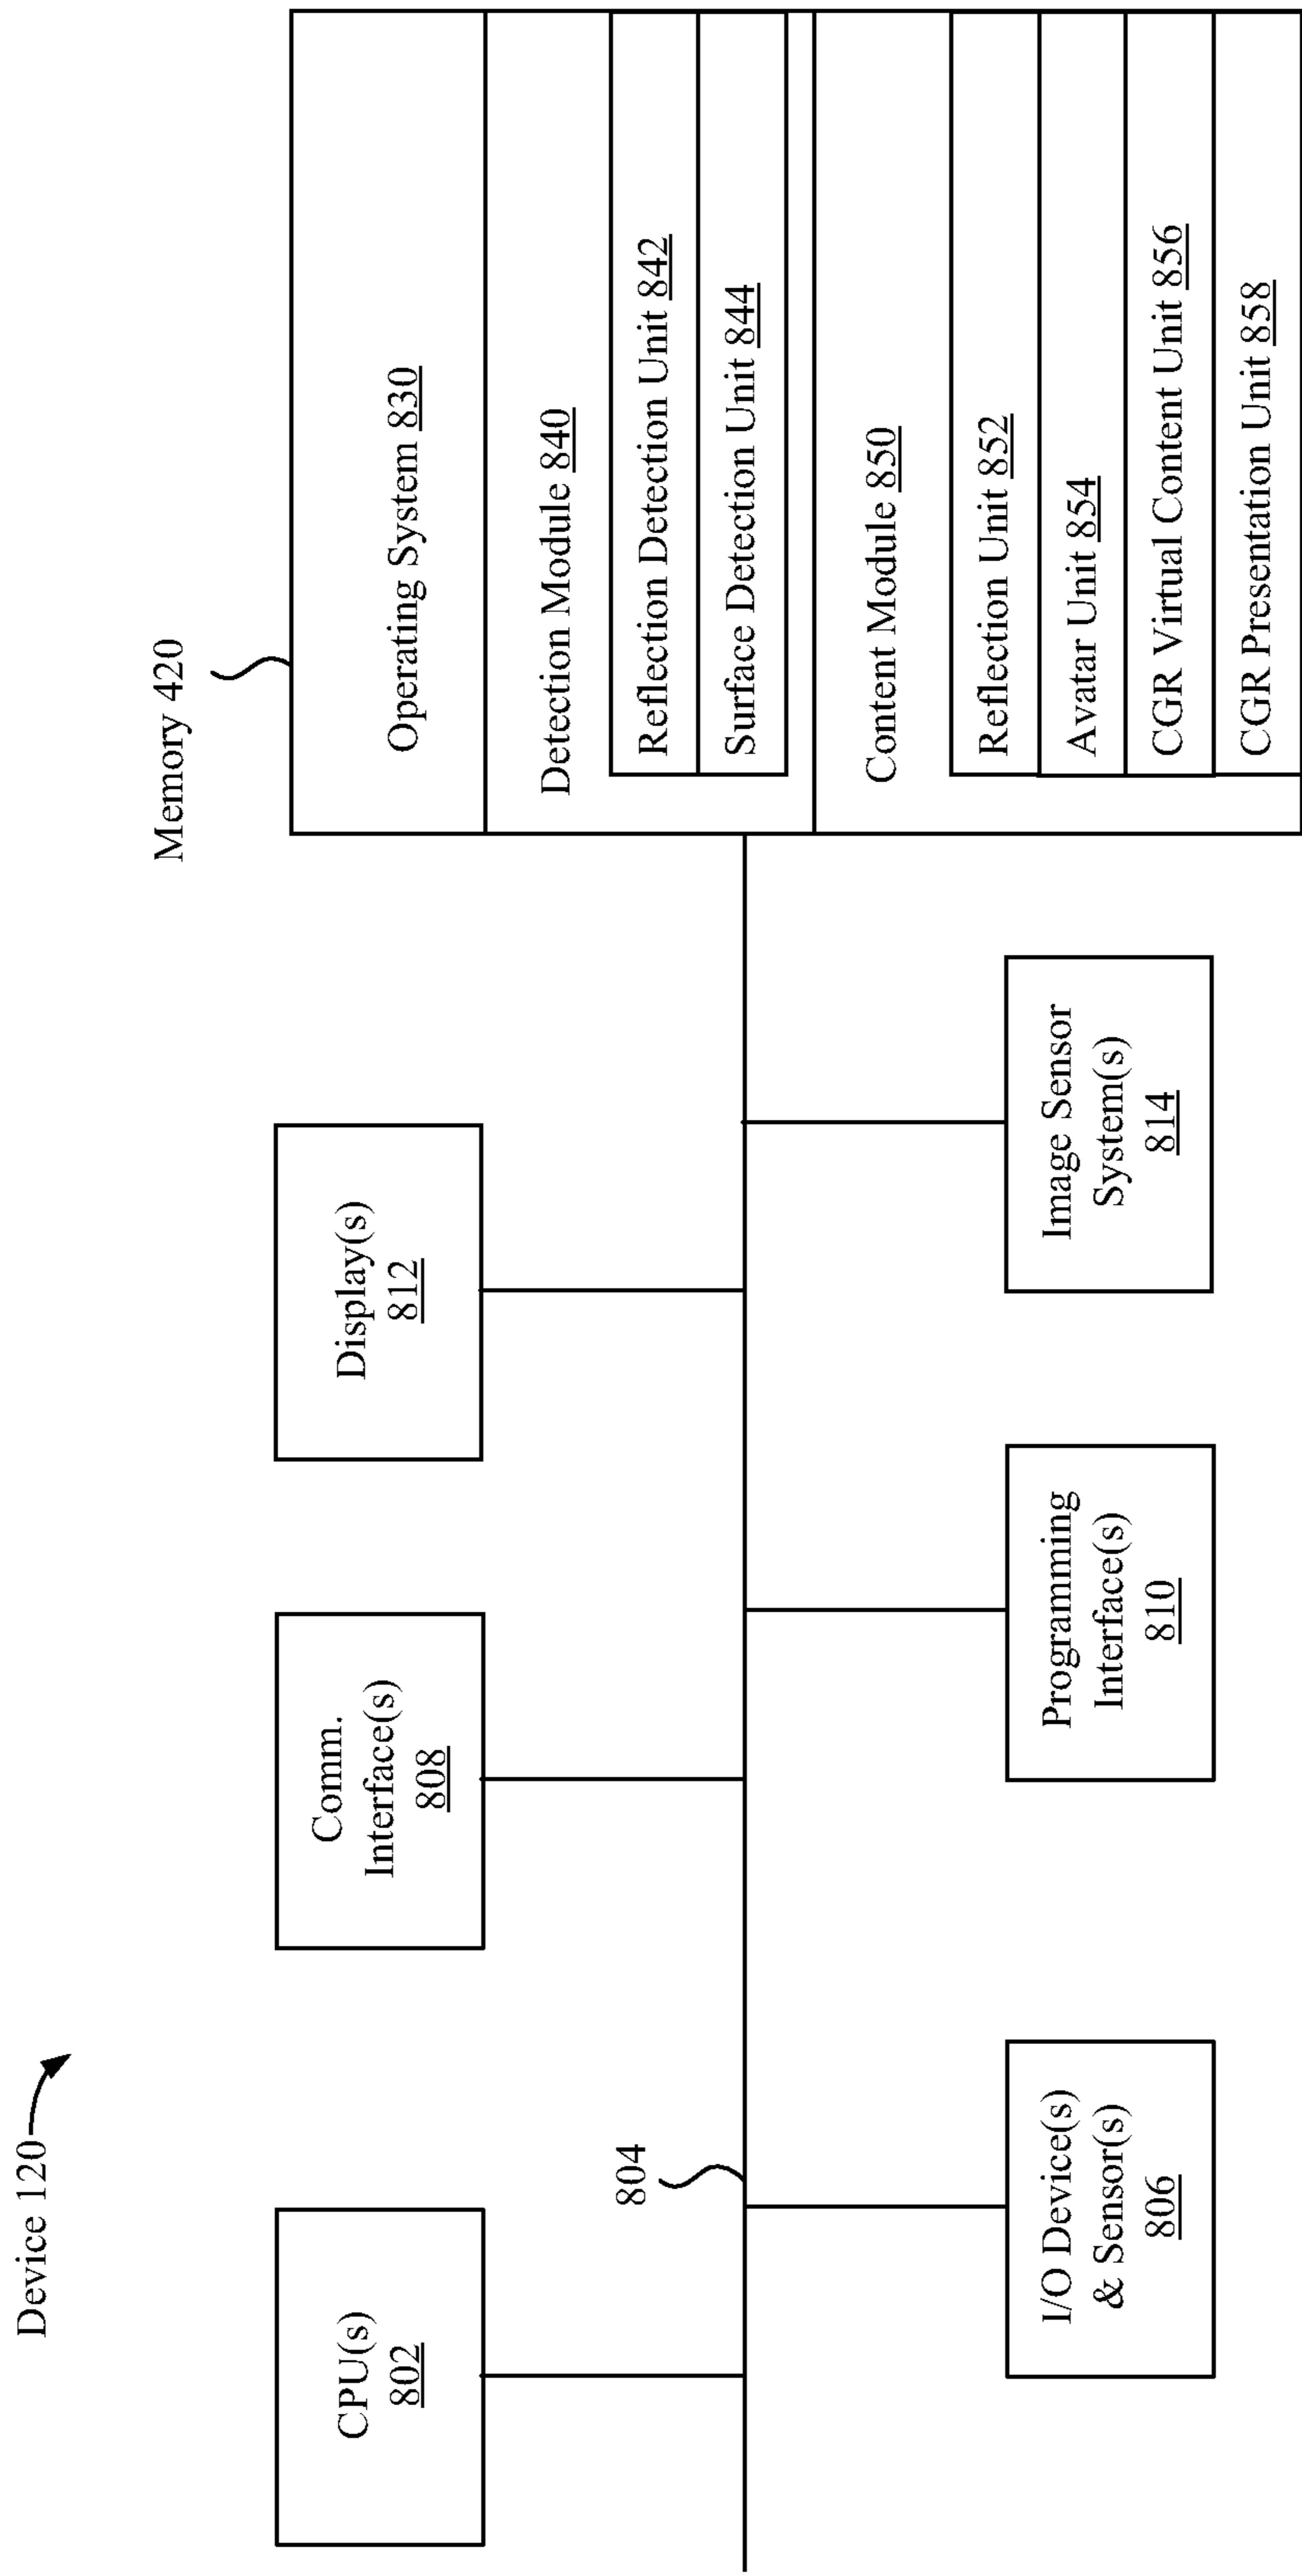 Device 120
CPU(s)
802
Comm.
Interface(s)
808
Display(s)
812
804
I/O Device(s)
& Sensor(s)
806
Programming
Interface(s)
810
Image Sensor
System(s)
814
Memory 420
Operating System 830
Detection Module 840
Reflection Detection Unit 842
Surface Detection Unit 844
Content Module 850
Reflection Unit 852
Avatar Unit 854
CGR Virtual Content Unit 856
CGR Presentation Unit 858